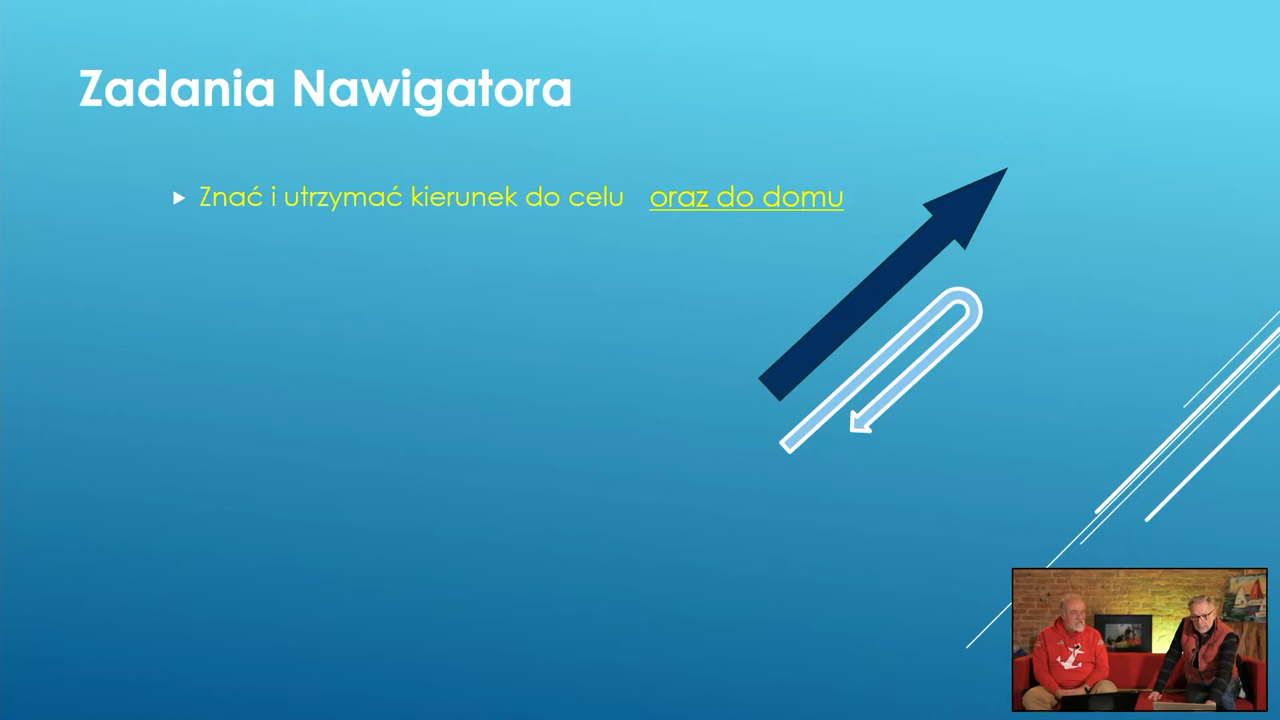 Zadania Nawigatora
Znać i utrzymać kierunek do celu oraz do domu